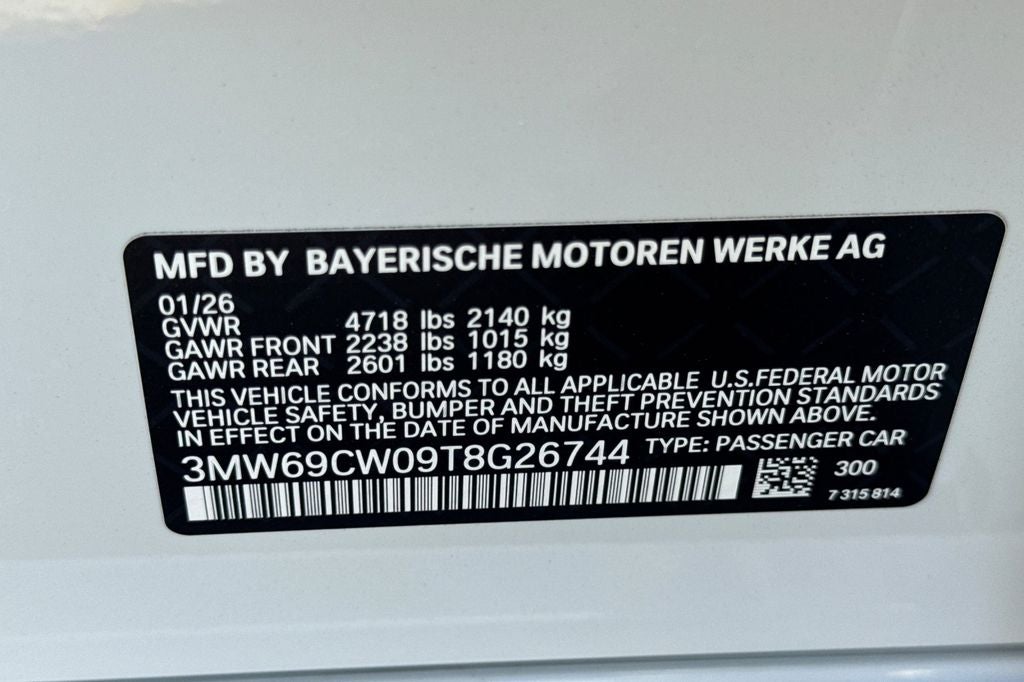 MFD BY BAYERISCHE MOTOREN WERKE AG
01/26
GVWR 4718 lbs 2140 kg
GAWR FRONT 2238 lbs 1015 kg
GAWR REAR 2601 lbs 1180 kg
THIS VEHICLE CONFORMS TO ALL APPLICABLE U.S.FEDERAL MOTOR
VEHICLE SAFETY, BUMPER AND THEFT PREVENTION STANDARDS
IN EFFECT ON THE DATE OF MANUFACTURE SHOWN ABOVE.
3MW69CW09T8G26744 TYPE: PASSENGER CAR
300
7 315 814